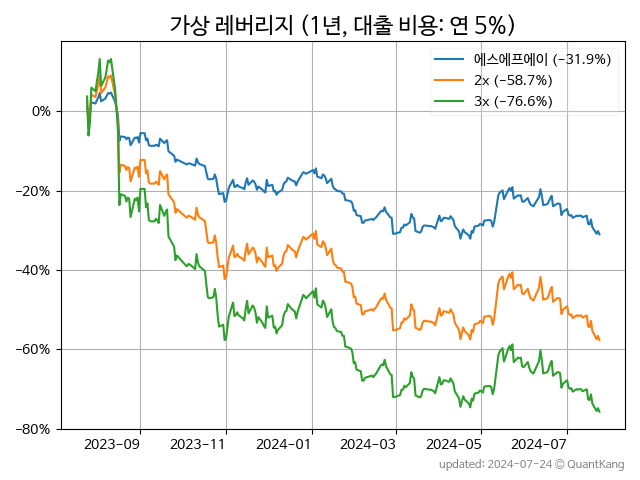 가상 레버리지 (1년, 대출 비용: 연 5%)
에스에프에이 (−31.9%)
2x (−58.7%)
3x (−76.6%)
0%
−20%
−40%
−60%
−80%
2023−09 2023−11 2024−01 2024−03 2024−05 2024−07
updated: 2024-07-24 © QuantKang